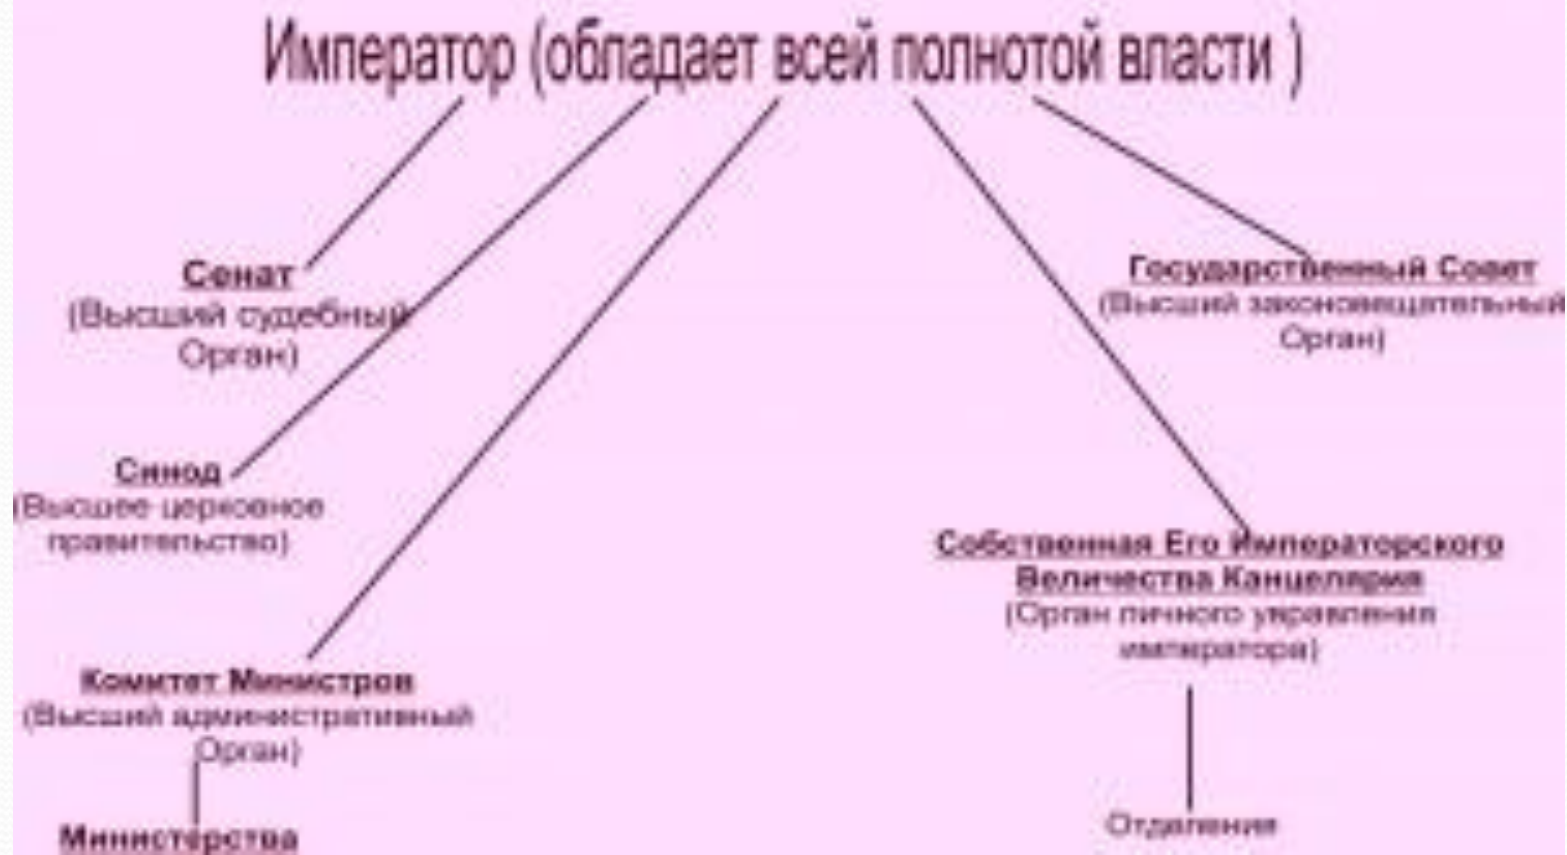 Император (обладает всей полнотой власти )
Сенат
(Высший судебный
Орган)
Государственный Совет
(Высший законовещательный
Орган)
Синод
(Высшее церковное
правительство)
Собственная Его Императорского
Величества Канцелярия
(Орган личного управления
императора)
Комитет Министров
(Высший административный
Орган)
Министерства
Отделения